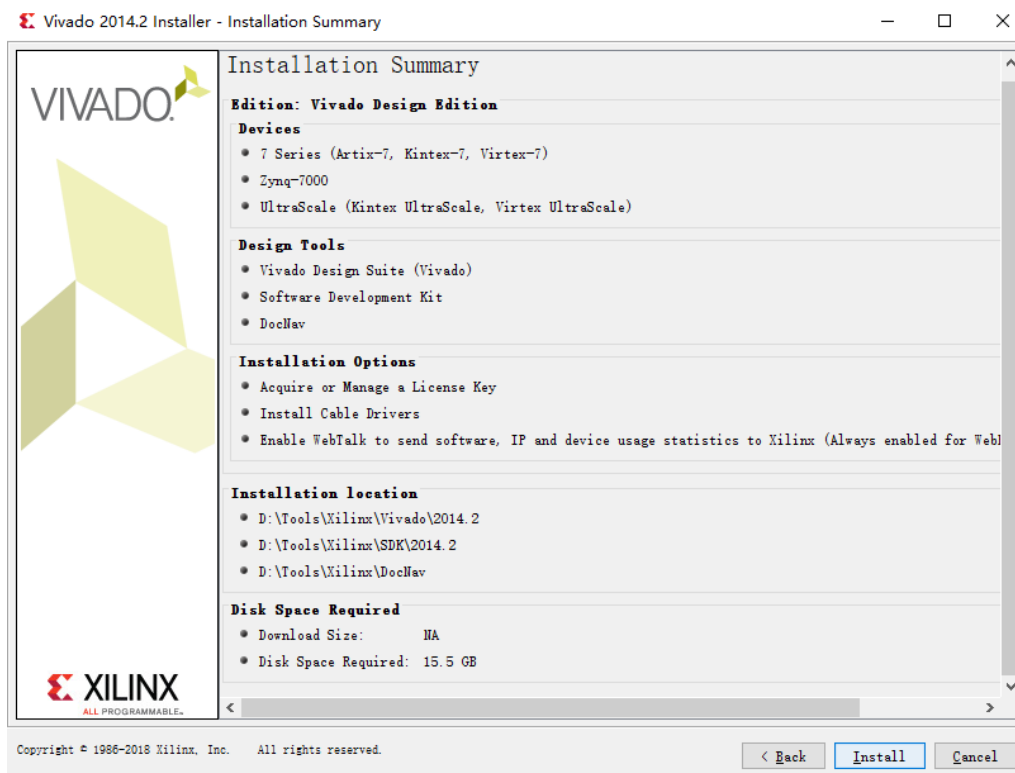 Vivado 2014.2 Installer - Installation Summary
VIVADO.
Installation Summary
Edition: Vivado Design Edition
Devices
7 Series (Artix-7, Kintex-7, Virtex-7)
Zynq-7000
UltraScale (Kintex UltraScale, Virtex UltraScale)
Design Tools
Vivado Design Suite (Vivado)
Software Development Kit
DocNav
Installation Options
Acquire or Manage a License Key
Install Cable Drivers
Enable WebTalk to send software, IP and device usage statistics to Xilinx (Always enabled for
Installation location
D:\Tools\Xilinx\Vivado\2014.2
D:\Tools\Xilinx\SDK\2014.2
D:\Tools\Xilinx\DocNav
Disk Space Required
Download Size: NA
Disk Space Required: 15.5 GB
XILINX
ALL PROGRAMMABLE™
Copyright © 1986-2018 Xilinx, Inc. All rights reserved.
< Back
Install
Cancel